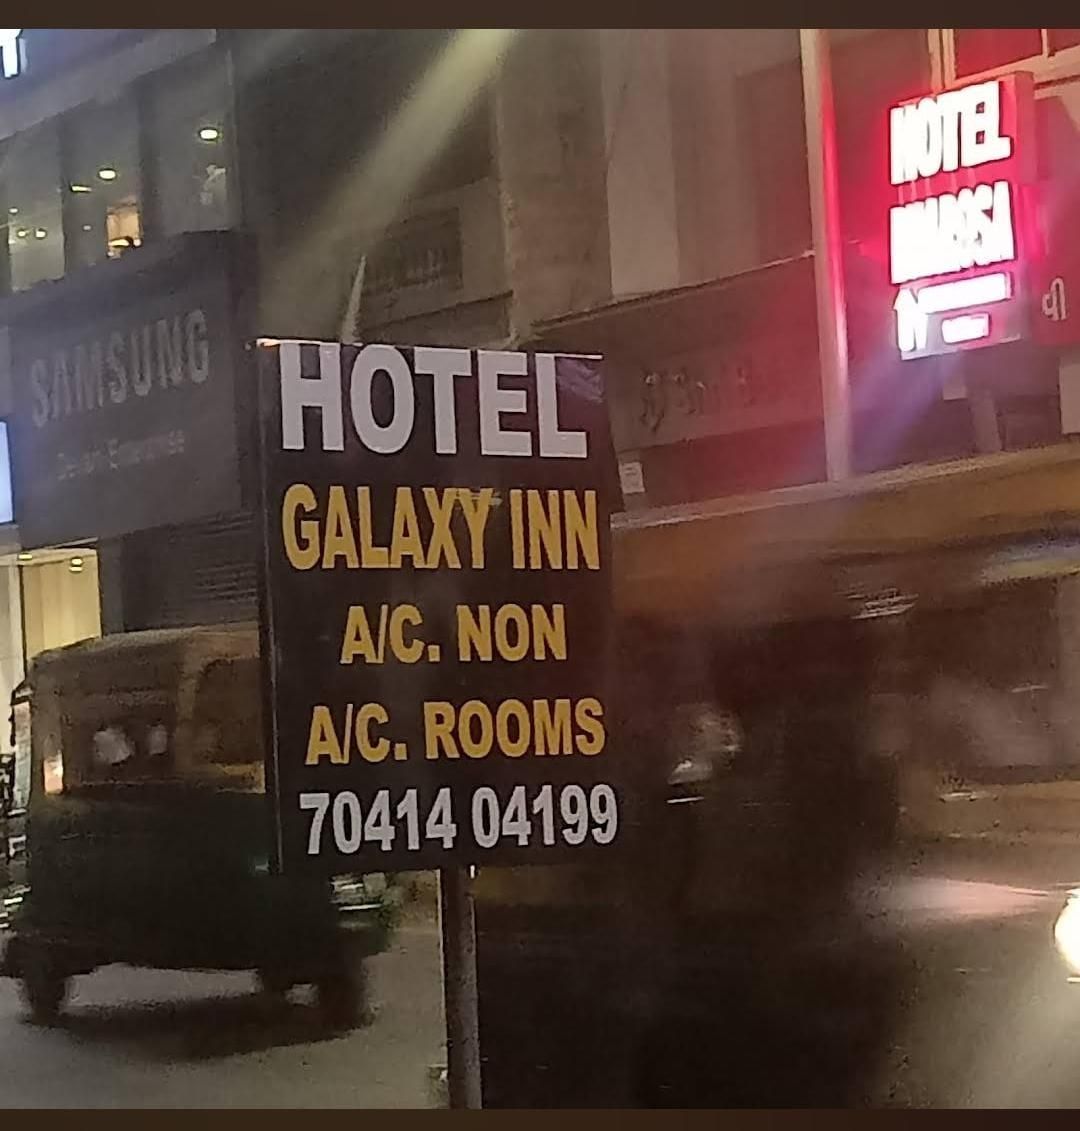 HOTEL
GALAXY INN
A/C. NON
A/C. ROOMS
70414 04199
SAMSUNG
HOTEL